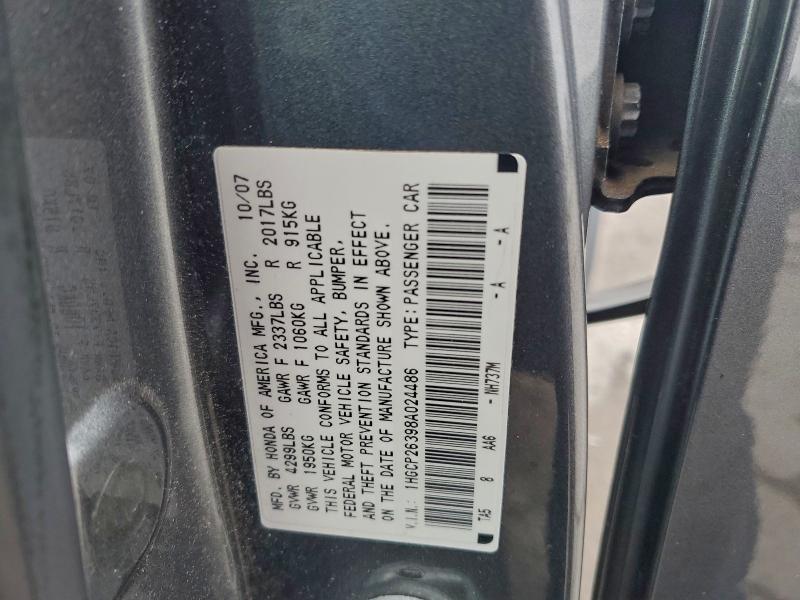 MFD. BY HONDA OF AMERICA MFG., INC. 10/07
GVWR 4299LBS GAWR F 2337LBS R 2017LBS
GVWR 1950KG GAWR F 1060KG R 915KG
THIS VEHICLE CONFORMS TO ALL APPLICABLE
FEDERAL MOTOR VEHICLE SAFETY, BUMPER,
AND THEFT PREVENTION STANDARDS IN EFFECT
ON THE DATE OF MANUFACTURE SHOWN ABOVE.
V.I.N.: 1HGCP26398A024486 TYPE: PASSENGER CAR
TA5 8 AA6 - NH737M - A - A